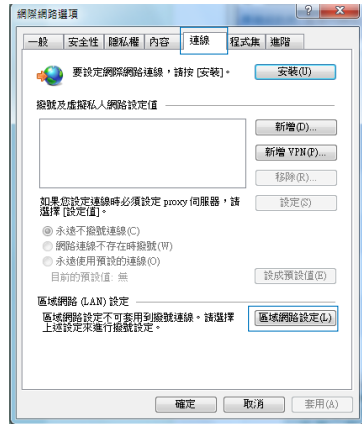 網際網路選項
一般 安全性 隱私權 內容 連線 程式集 進階
要設定網際網路連線，請按 [安裝]。 安裝(U)
撥號及虛擬私人網路設定值
新增(D)...
新增 VPN(P)...
移除(R)...
如果您設定連線時必須設定 proxy 伺服器，請 設定(S)
選擇 [設定值]。
永遠不撥號連線(C)
網路連線不存在時撥號(W)
永遠使用預設的連線(O)
目前的預設值: 無 設成預設值(E)
區域網路 (LAN) 設定
區域網路設定不可套用到撥號連線。請選擇 區域網路設定(L)
上述設定來進行撥號設定。
確定 取消 套用(A)